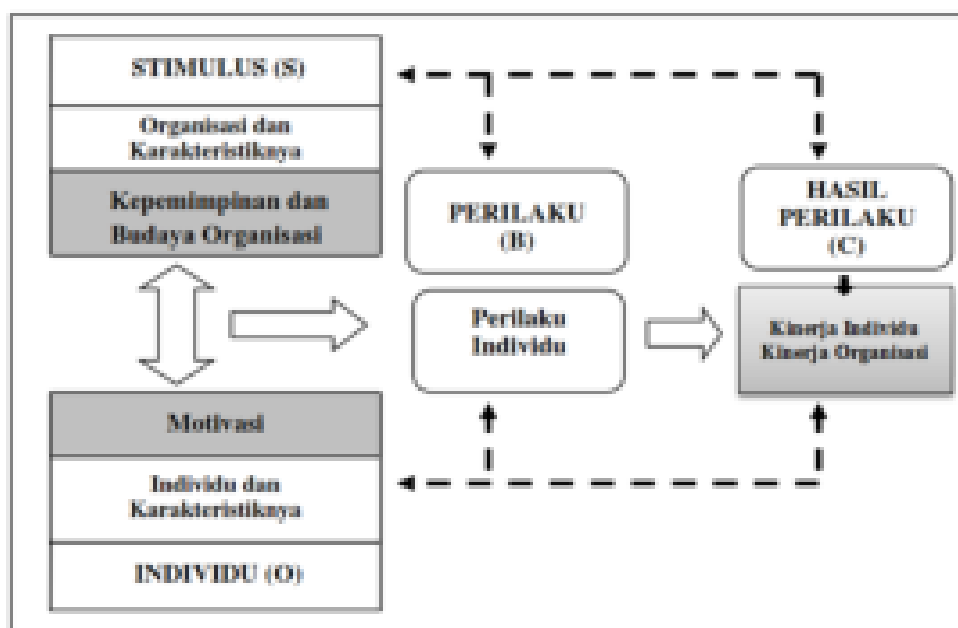 STIMULUS (S)
Organisasi dan
Karakteristiknya
Kepemimpinan dan
Budaya Organisasi
Motivasi
Individu dan
Karakteristiknya
INDIVIDU (O)
PERILAKU
(B)
Perilaku
Individu
HASIL
PERILAKU
(C)
Kinerja Individu
Kinerja Organisasi